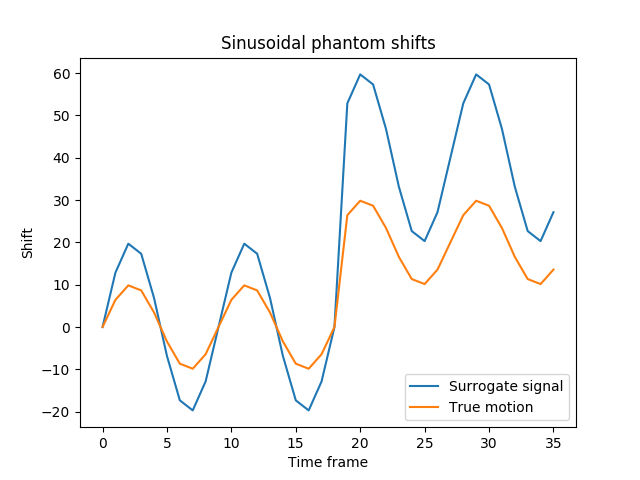 Sinusoidal phantom shifts
60
50
40
30
20
10
0
−10
−20
Shift
0 5 10 15 20 25 30 35
Time frame
Surrogate signal
True motion